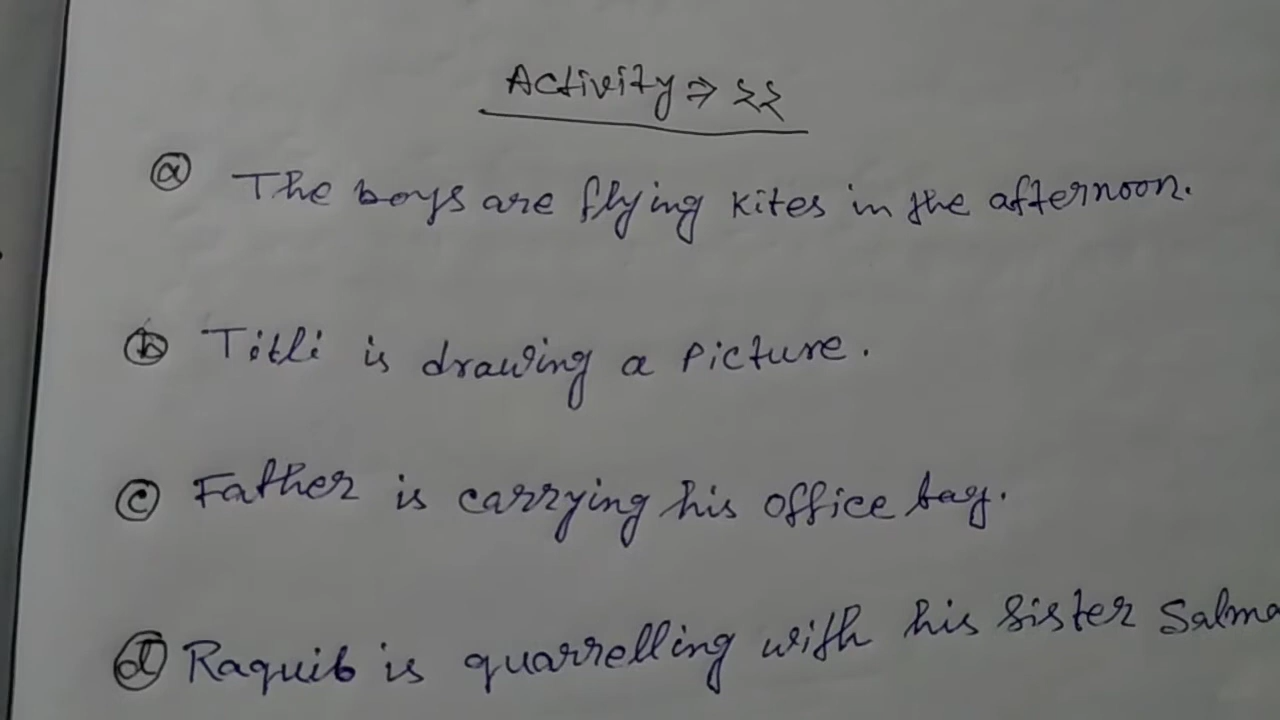 Activity ⇒ 22
ⓐ The boys are flying kites in the afternoon.
ⓑ Titli is drawing a picture.
ⓒ Father is carrying his office bag.
ⓓ Raquib is quarrelling with his sister Salma